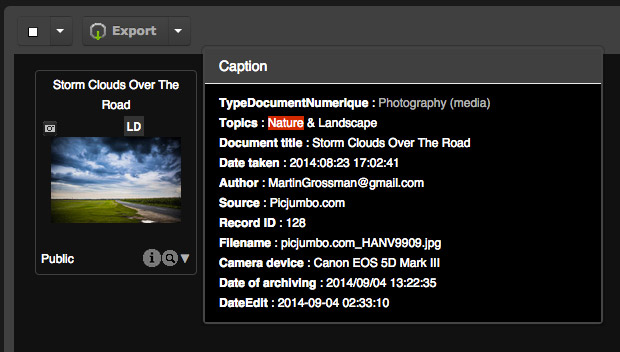 Export
Storm Clouds Over The
Road
LD
Public
Caption
TypeDocumentNumerique : Photography (media)
Topics : Nature & Landscape
Document title : Storm Clouds Over The Road
Date taken : 2014:08:23 17:02:41
Author : MartinGrossman@gmail.com
Source : Picjumbo.com
Record ID : 128
Filename : picjumbo.com_HANV9909.jpg
Camera device : Canon EOS 5D Mark III
Date of archiving : 2014/09/04 13:22:35
DateEdit : 2014-09-04 02:33:10